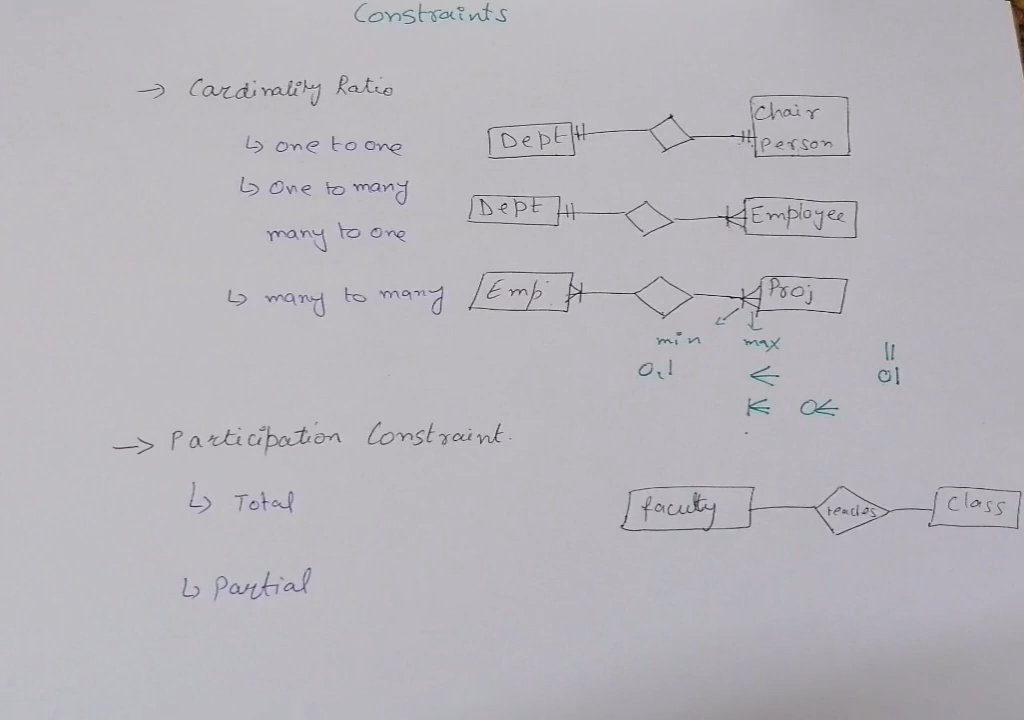 Constraints
→ Cardinality Ratio
↳ one to one
Dept
Chair
person
↳ One to many
Dept
Employee
many to one
↳ many to many
Emp
Proj
min
max
0,1
01
→ Participation Constraint.
↳ Total
faculty
teaches
Class
↳ Partial